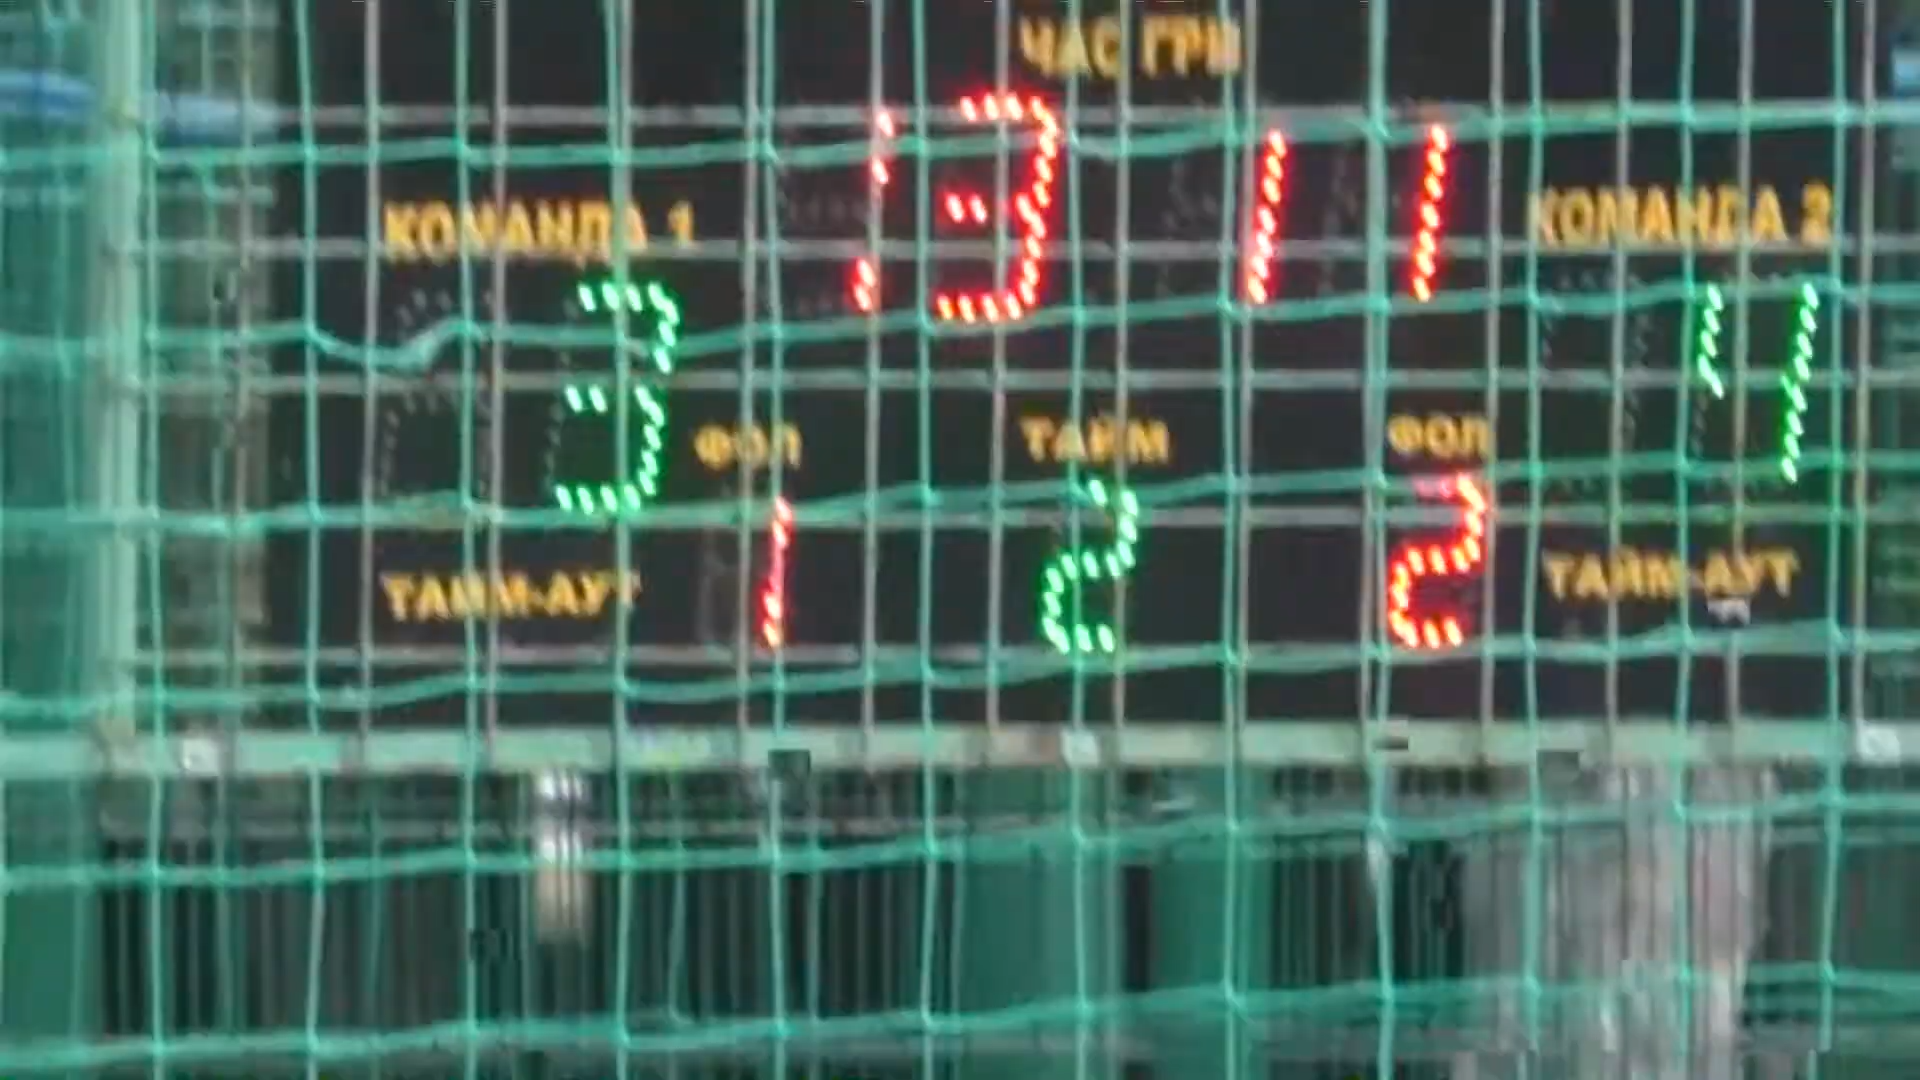 ЧАС ГРИ
13 11
КОМАНДА 1
КОМАНДА 2
3
4
ФОЛ
ТАЙМ
ФОЛ
1
2
2
ТАЙМ-АУТ
ТАЙМ-АУТ